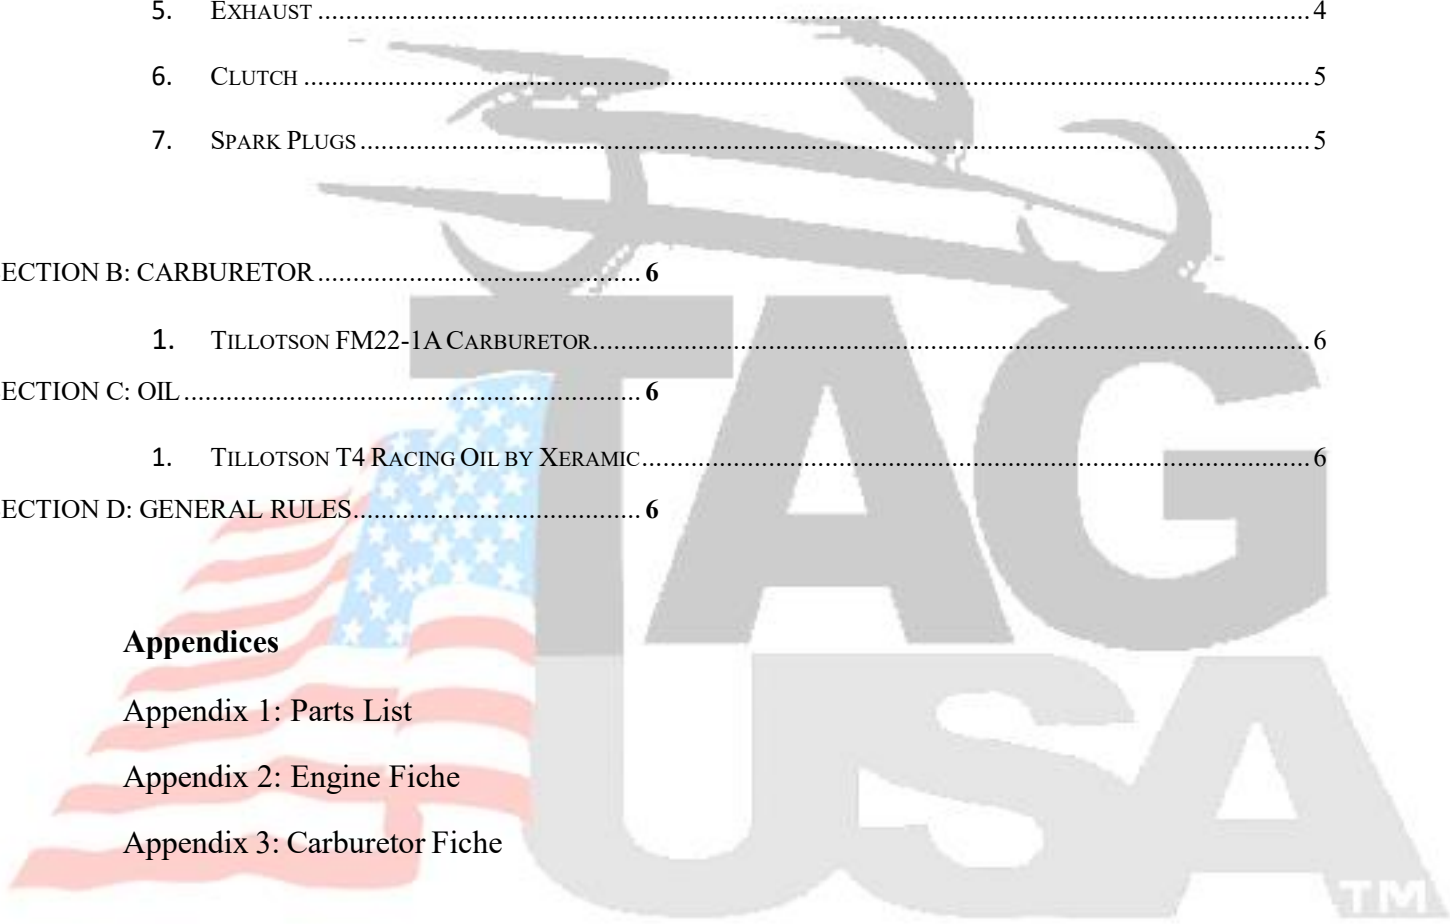 5. EXHAUST ........................................................................................................................................ 4
6. CLUTCH ........................................................................................................................................ 5
7. SPARK PLUGS ........................................................................................................................................ 5
ECTION B: CARBURETOR ............................................... 6
1. TILLOTSON FM22-1A CARBURETOR ........................................................................................................ 6
ECTION C: OIL .................................................................. 6
1. TILLOTSON T4 RACING OIL BY XERAMIC ................................................................................................. 6
ECTION D: GENERAL RULES ......................................... 6
Appendices
Appendix 1: Parts List
Appendix 2: Engine Fiche
Appendix 3: Carburetor Fiche
TAG
USA
TM